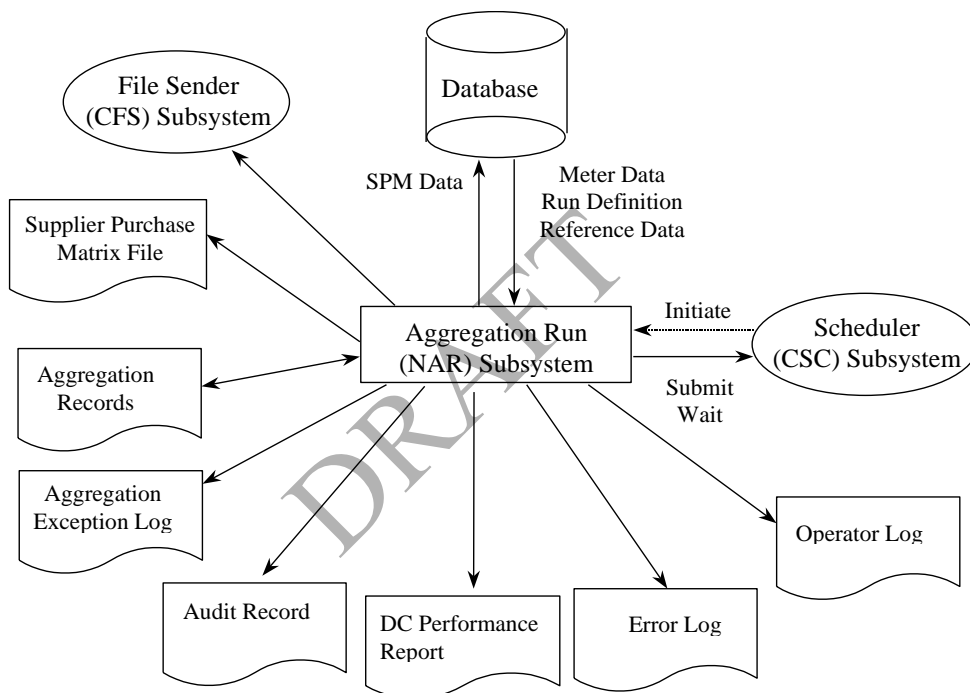 File Sender
(CFS) Subsystem
Database
SPM Data
Meter Data
Run Definition
Reference Data
Supplier Purchase
Matrix File
Aggregation Run
(NAR) Subsystem
Initiate
Scheduler
(CSC) Subsystem
Submit
Wait
Aggregation
Records
Aggregation
Exception Log
Operator Log
Audit Record
DC Performance
Report
Error Log
DRAFT